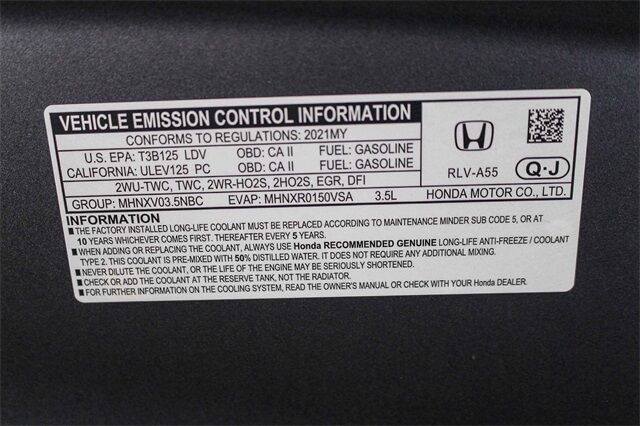 VEHICLE EMISSION CONTROL INFORMATION
CONFORMS TO REGULATIONS: 2021MY
U.S. EPA: T3B125 LDV OBD: CA II FUEL: GASOLINE
CALIFORNIA: ULEV125 PC OBD: CA II FUEL: GASOLINE
2WU-TWC, TWC, 2WR-HO2S, 2HO2S, EGR, DFI
GROUP: MHNXV03.5NBC EVAP: MHNXR0150VSA 3.5L
RLV-A55 Q·J
HONDA MOTOR CO., LTD.
INFORMATION
■ THE FACTORY INSTALLED LONG-LIFE COOLANT MUST BE REPLACED ACCORDING TO MAINTENANCE MINDER SUB CODE 5, OR AT
10 YEARS WHICHEVER COMES FIRST. THEREAFTER EVERY 5 YEARS.
■ WHEN ADDING OR REPLACING THE COOLANT, ALWAYS USE Honda RECOMMENDED GENUINE LONG-LIFE ANTI-FREEZE / COOLANT
TYPE 2. THIS COOLANT IS PRE-MIXED WITH 50% DISTILLED WATER. IT DOES NOT REQUIRE ANY ADDITIONAL MIXING.
■ NEVER DILUTE THE COOLANT, OR THE LIFE OF THE ENGINE MAY BE SERIOUSLY SHORTENED.
■ CHECK OR ADD THE COOLANT AT THE RESERVE TANK, NOT THE RADIATOR.
■ FOR FURTHER INFORMATION ON THE COOLING SYSTEM, READ THE OWNER'S MANUAL OR CHECK WITH YOUR Honda DEALER.